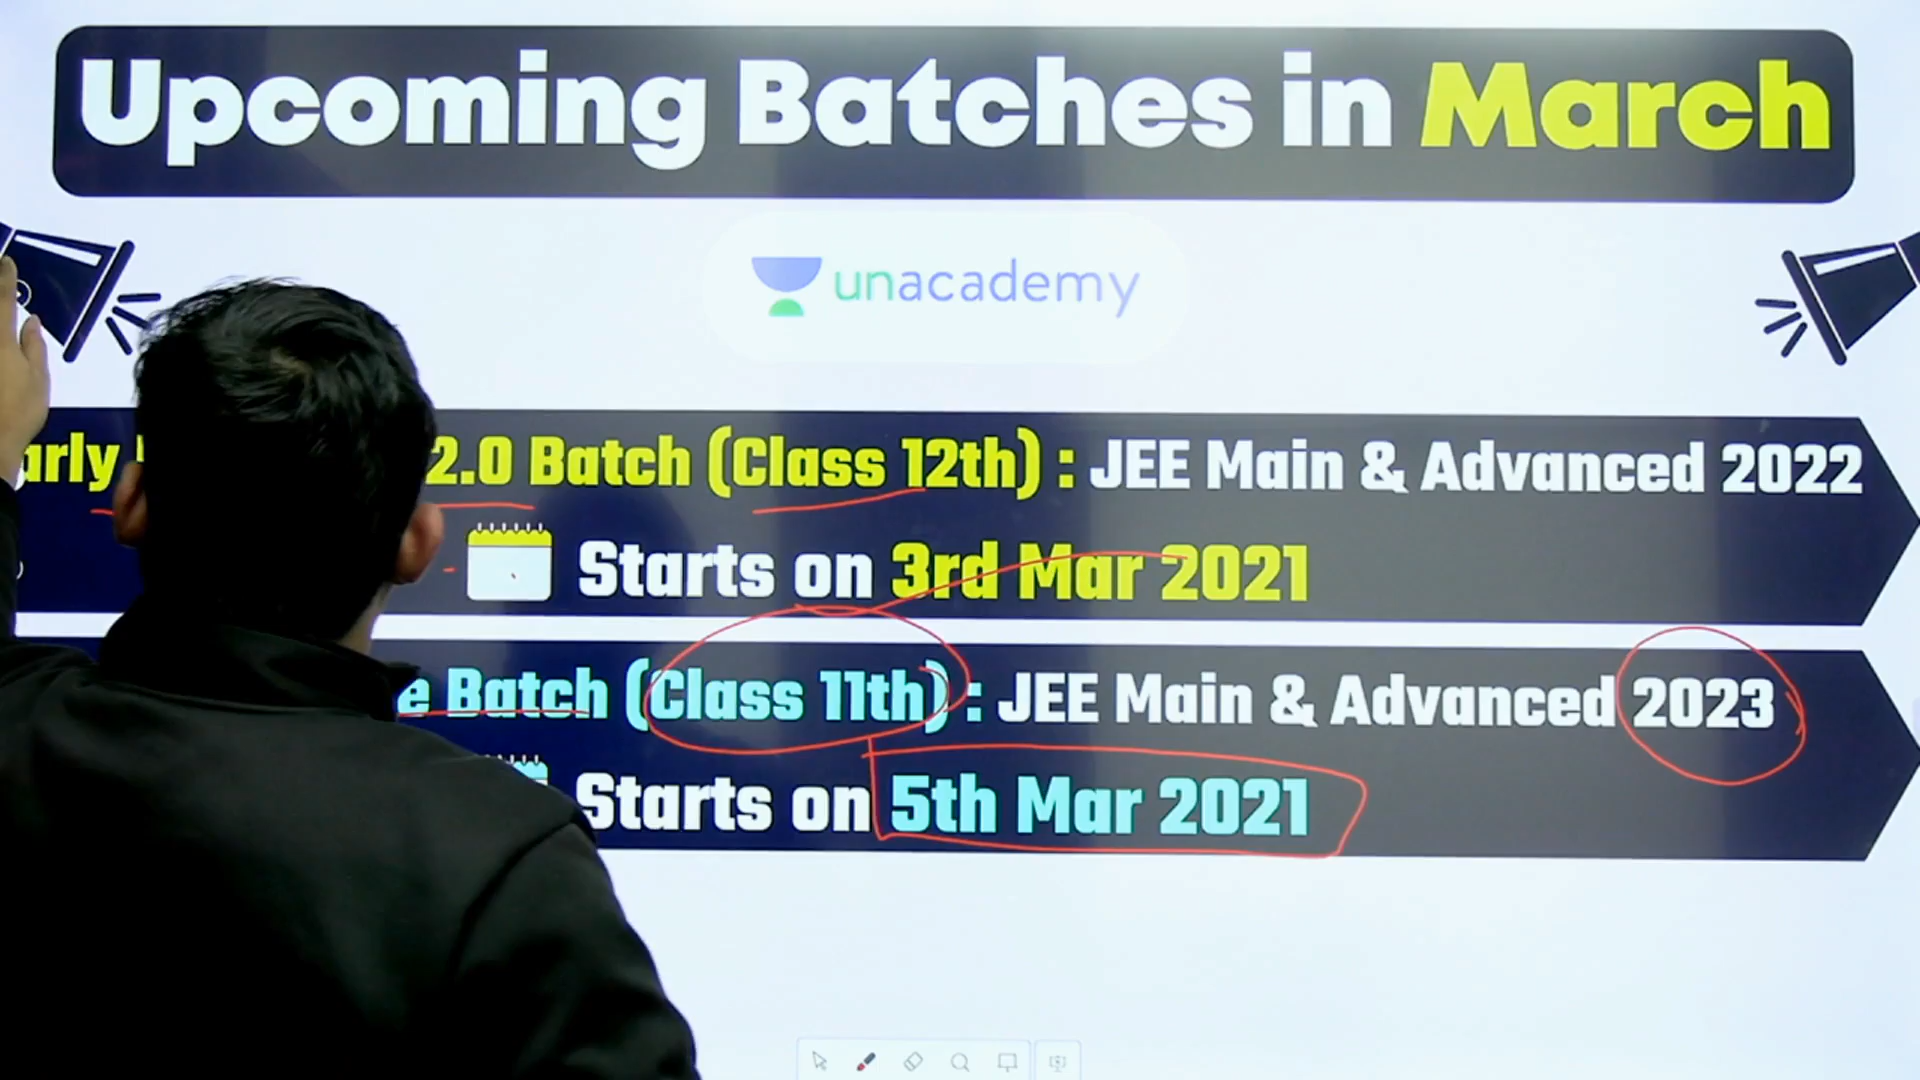 Upcoming Batches in March
unacademy
2.0 Batch (Class 12th) : JEE Main & Advanced 2022
Starts on 3rd Mar 2021
Batch (Class 11th) : JEE Main & Advanced 2023
Starts on 5th Mar 2021